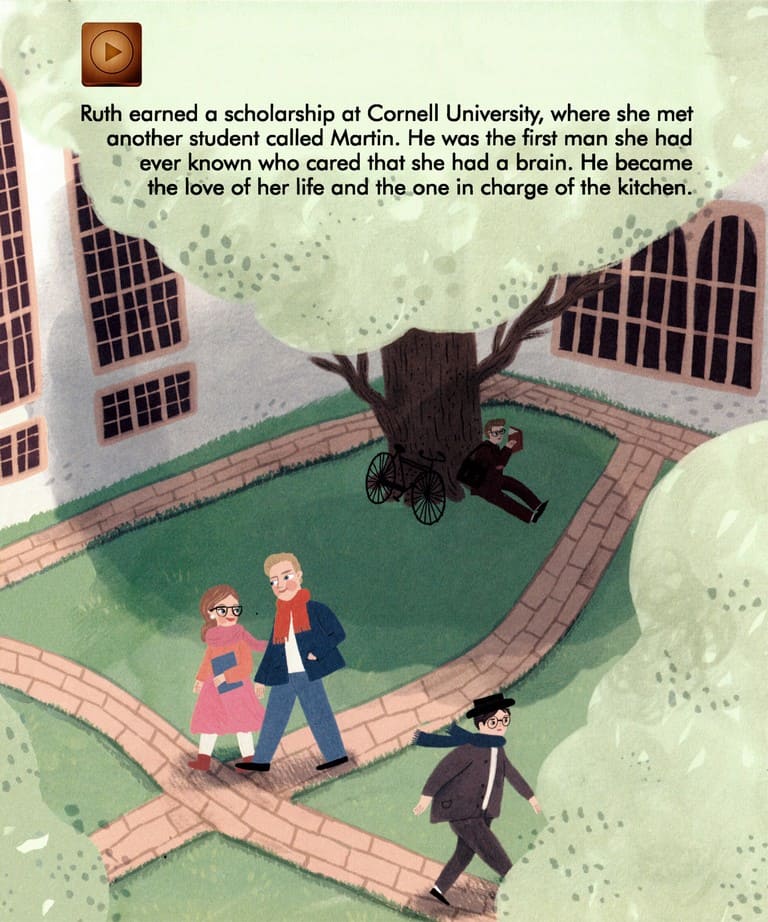 Ruth earned a scholarship at Cornell University, where she met
another student called Martin. He was the first man she had
ever known who cared that she had a brain. He became
the love of her life and the one in charge of the kitchen.